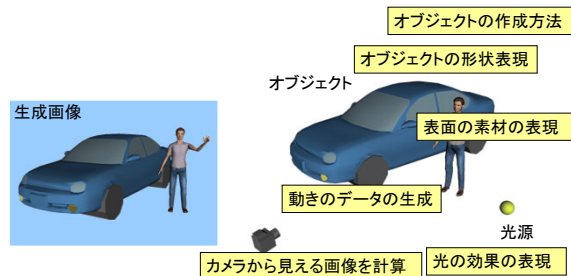 オブジェクトの作成方法
オブジェクトの形状表現
オブジェクト
生成画像
表面の素材の表現
動きのデータの生成
光源
カメラから見える画像を計算
光の効果の表現